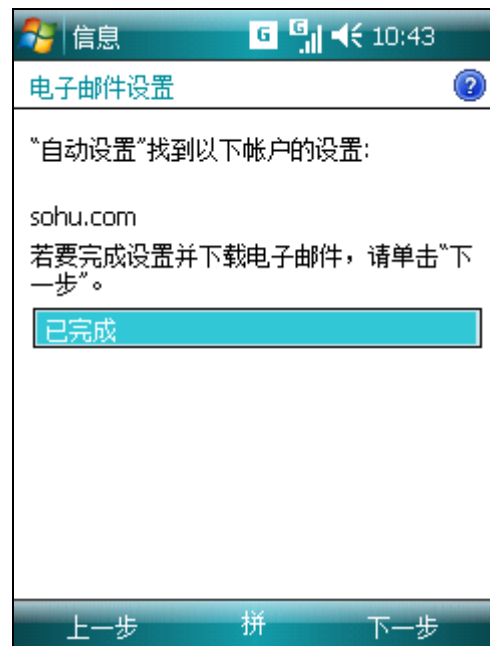 信息 G G 10:43
电子邮件设置 ?
“自动设置”找到以下帐户的设置:
sohu.com
若要完成设置并下载电子邮件，请单击“下
一步”。
已完成
上一步 拼 下一步